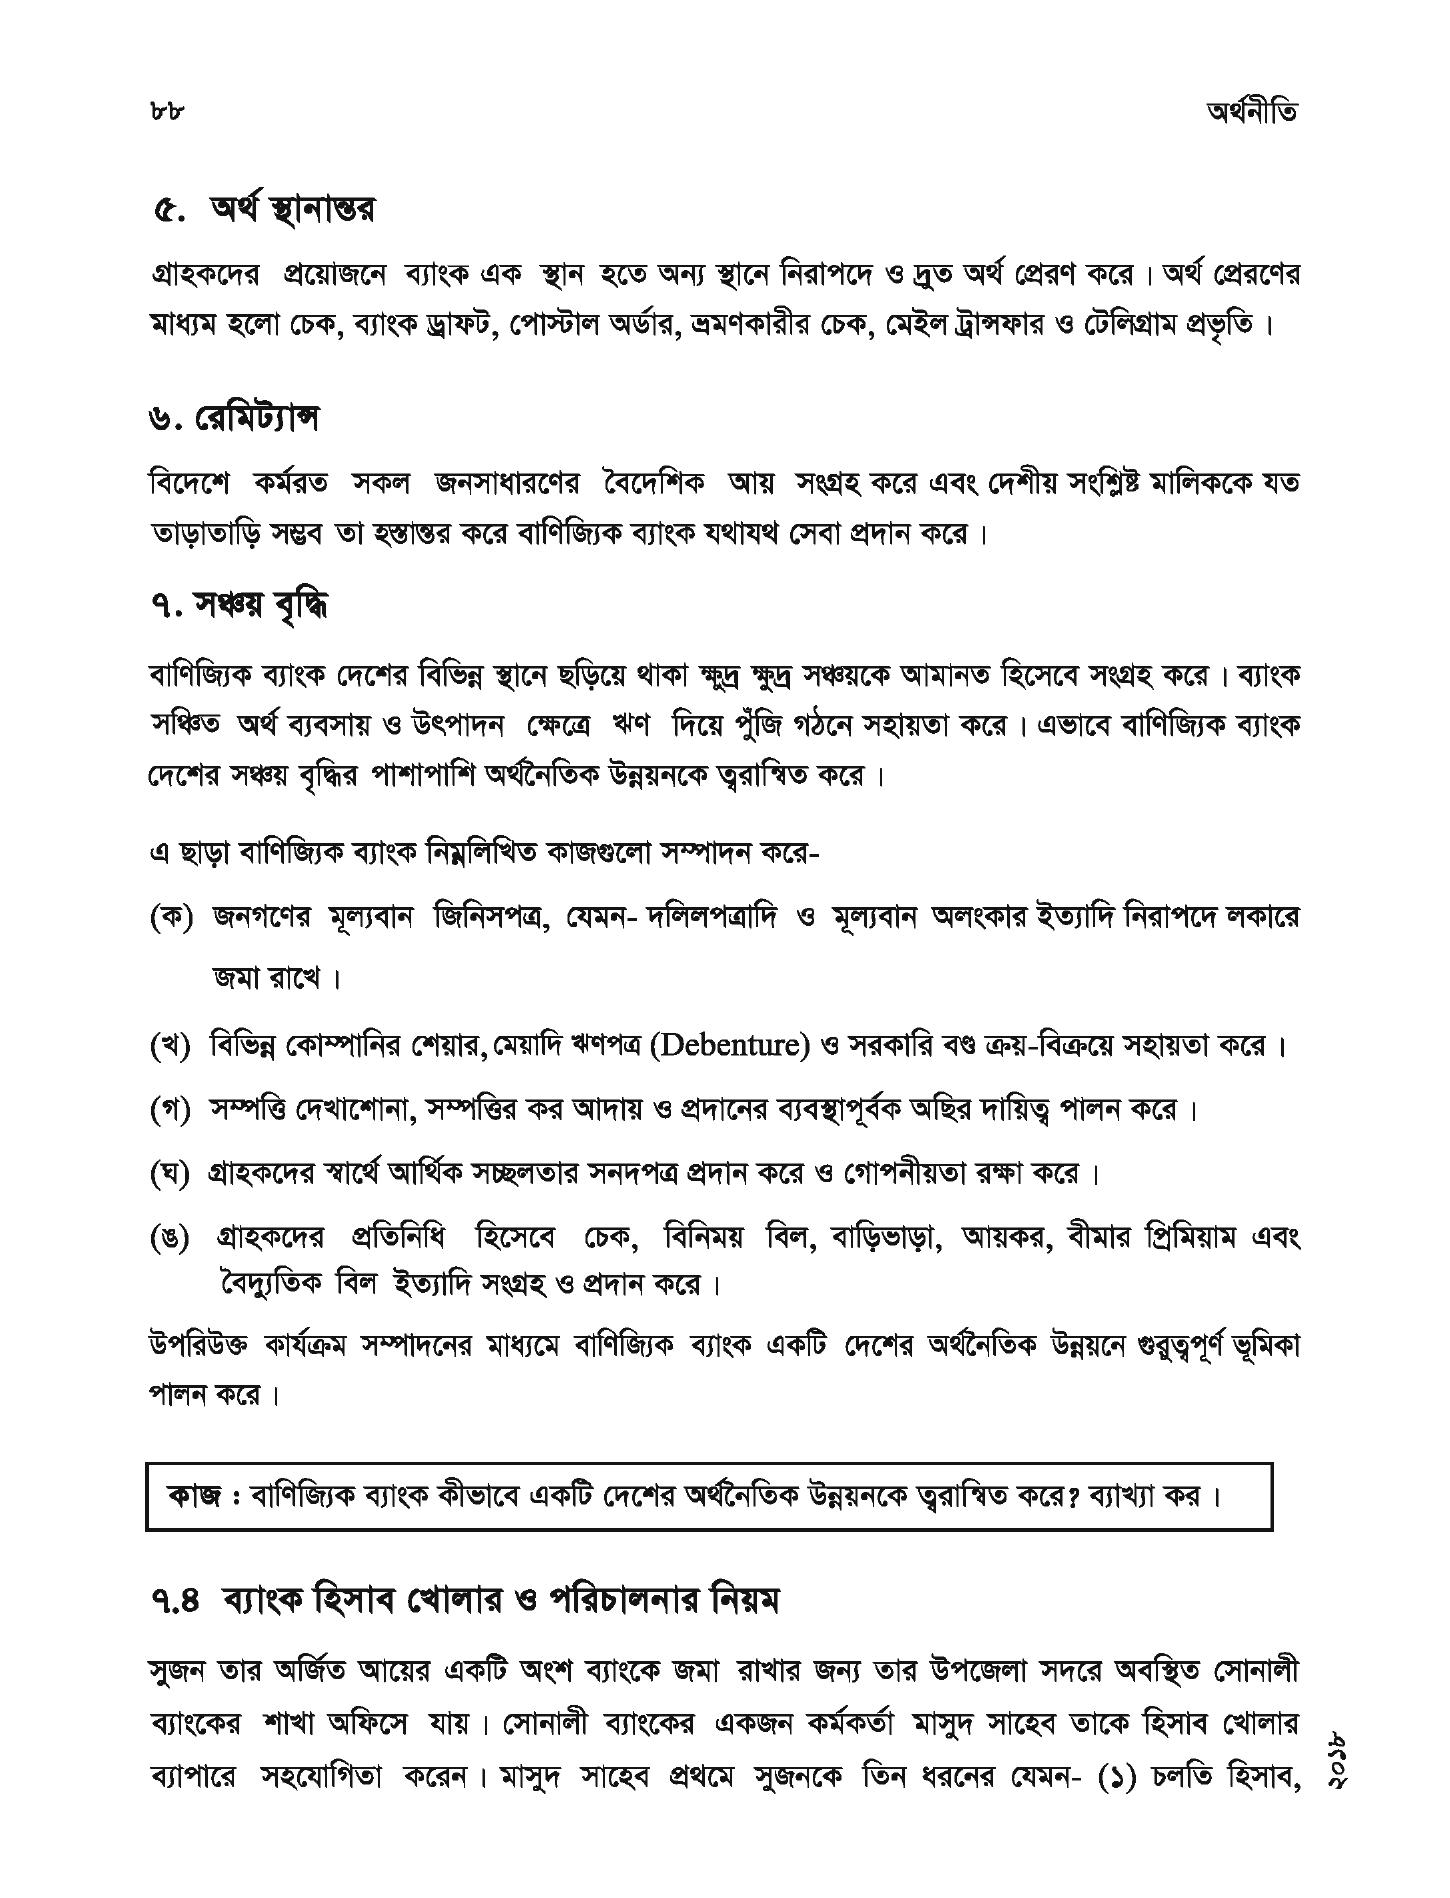 ৮৮
অর্থনীতি
৫. অর্থ স্থানান্তর
গ্রাহকদের প্রয়োজনে ব্যাংক এক স্থান হতে অন্য স্থানে নিরাপদে ও দ্রুত অর্থ প্রেরণ করে। অর্থ প্রেরণের
মাধ্যম হলো চেক, ব্যাংক ড্রাফট, পোস্টাল অর্ডার, ভ্রমণকারীর চেক, মেইল ট্রান্সফার ও টেলিগ্রাম প্রভৃতি।
৬. রেমিট্যান্স
বিদেশে কর্মরত সকল জনসাধারণের বৈদেশিক আয় সংগ্রহ করে এবং দেশীয় সংশ্লিষ্ট মালিককে যত
তাড়াতাড়ি সম্ভব তা হস্তান্তর করে বাণিজ্যিক ব্যাংক যথাযথ সেবা প্রদান করে।
৭. সঞ্চয় বৃদ্ধি
বাণিজ্যিক ব্যাংক দেশের বিভিন্ন স্থানে ছড়িয়ে থাকা ক্ষুদ্র ক্ষুদ্র সঞ্চয়কে আমানত হিসেবে সংগ্রহ করে। ব্যাংক
সঞ্চিত অর্থ ব্যবসায় ও উৎপাদন ক্ষেত্রে ঋণ দিয়ে পুঁজি গঠনে সহায়তা করে। এভাবে বাণিজ্যিক ব্যাংক
দেশের সঞ্চয় বৃদ্ধির পাশাপাশি অর্থনৈতিক উন্নয়নকে ত্বরান্বিত করে।
এ ছাড়া বাণিজ্যিক ব্যাংক নিম্নলিখিত কাজগুলো সম্পাদন করে-
(ক) জনগণের মূল্যবান জিনিসপত্র, যেমন- দলিলপত্রাদি ও মূল্যবান অলংকার ইত্যাদি নিরাপদে লকারে
জমা রাখে।
(খ) বিভিন্ন কোম্পানির শেয়ার, মেয়াদি ঋণপত্র (Debenture) ও সরকারি বণ্ড ক্রয়-বিক্রয়ে সহায়তা করে।
(গ) সম্পত্তি দেখাশোনা, সম্পত্তির কর আদায় ও প্রদানের ব্যবস্থাপূর্বক অছির দায়িত্ব পালন করে।
(ঘ) গ্রাহকদের স্বার্থে আর্থিক সচ্ছলতার সনদপত্র প্রদান করে ও গোপনীয়তা রক্ষা করে।
(ঙ) গ্রাহকদের প্রতিনিধি হিসেবে চেক, বিনিময় বিল, বাড়িভাড়া, আয়কর, বীমার প্রিমিয়াম এবং
বৈদ্যুতিক বিল ইত্যাদি সংগ্রহ ও প্রদান করে।
উপরিউক্ত কার্যক্রম সম্পাদনের মাধ্যমে বাণিজ্যিক ব্যাংক একটি দেশের অর্থনৈতিক উন্নয়নে গুরুত্বপূর্ণ ভূমিকা
পালন করে।
কাজ : বাণিজ্যিক ব্যাংক কীভাবে একটি দেশের অর্থনৈতিক উন্নয়নকে ত্বরান্বিত করে? ব্যাখ্যা কর।
৭.৪ ব্যাংক হিসাব খোলার ও পরিচালনার নিয়ম
সুজন তার অর্জিত আয়ের একটি অংশ ব্যাংকে জমা রাখার জন্য তার উপজেলা সদরে অবস্থিত সোনালী
ব্যাংকের শাখা অফিসে যায়। সোনালী ব্যাংকের একজন কর্মকর্তা মাসুদ সাহেব তাকে হিসাব খোলার
ব্যাপারে সহযোগিতা করেন। মাসুদ সাহেব প্রথমে সুজনকে তিন ধরনের যেমন- (১) চলতি হিসাব,
২০১৮